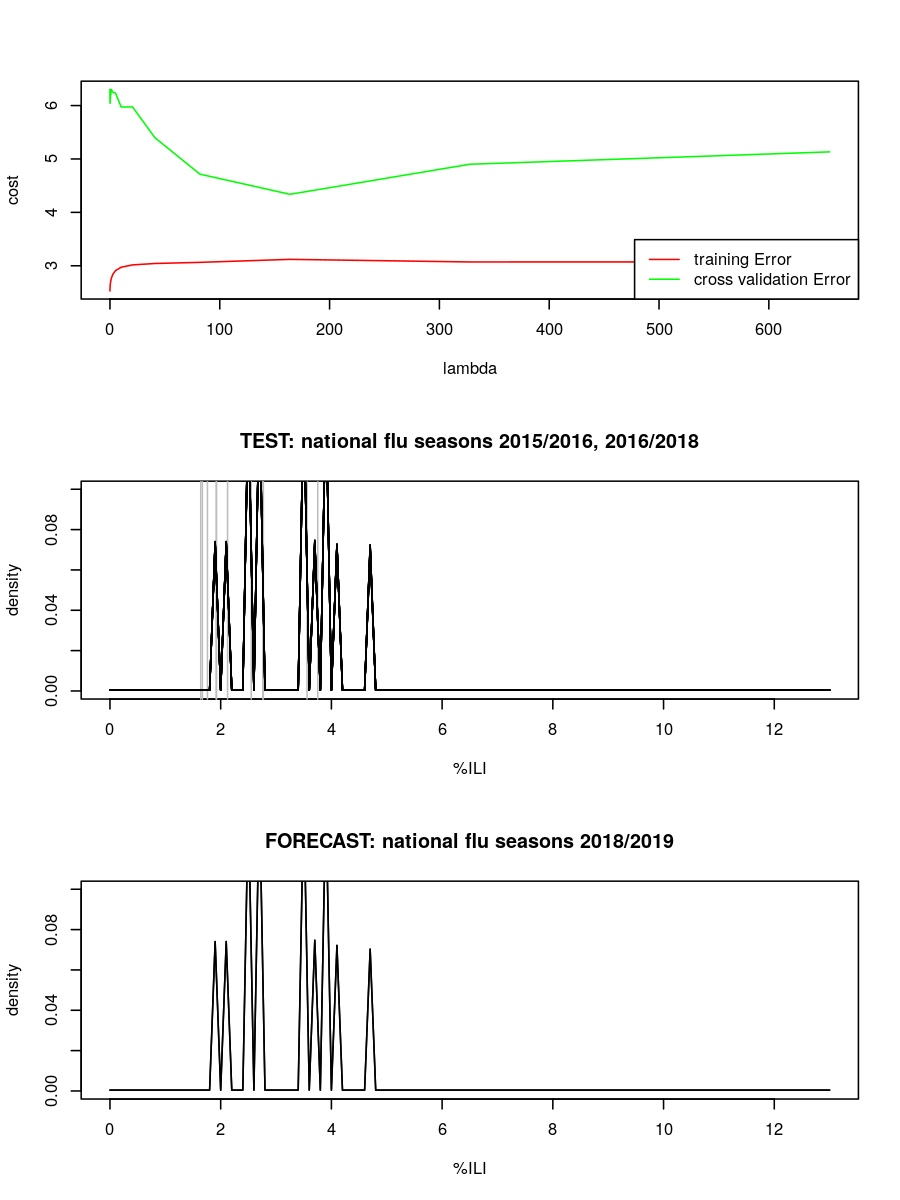 6
5
4
3
cost
training Error
cross validation Error
0 100 200 300 400 500 600
lambda
TEST: national flu seasons 2015/2016, 2016/2018
0.08
0.04
0.00
density
0 2 4 6 8 10 12
%ILI
FORECAST: national flu seasons 2018/2019
0.08
0.04
0.00
density
0 2 4 6 8 10 12
%ILI